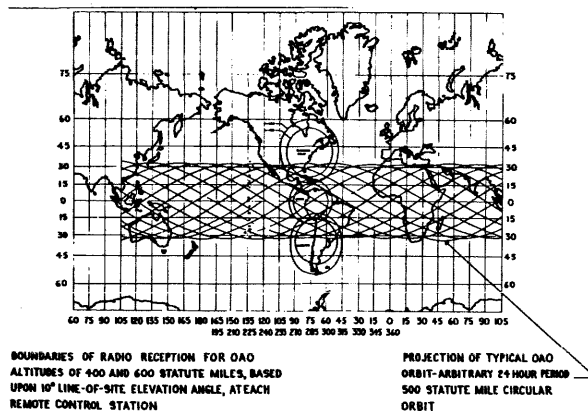 75 75
60 60
45 45
30 30
15 15
0 0
15 15
30 30
45 45
60 60
60 75 90 105 120 135 150 165 180 165 150 135 120 105 90 75 60 45 30 15 0 15 30 45 60 75 90 105
195 210 225 240 255 270 285 300 315 330 345 360
BOUNDARIES OF RADIO RECEPTION FOR OAO
ALTITUDES OF 400 AND 600 STATUTE MILES, BASED
UPON 10° LINE-OF-SITE ELEVATION ANGLE, AT EACH
REMOTE CONTROL STATION
PROJECTION OF TYPICAL OAO
ORBIT-ARBITRARY 24 HOUR PERIOD
500 STATUTE MILE CIRCULAR
ORBIT